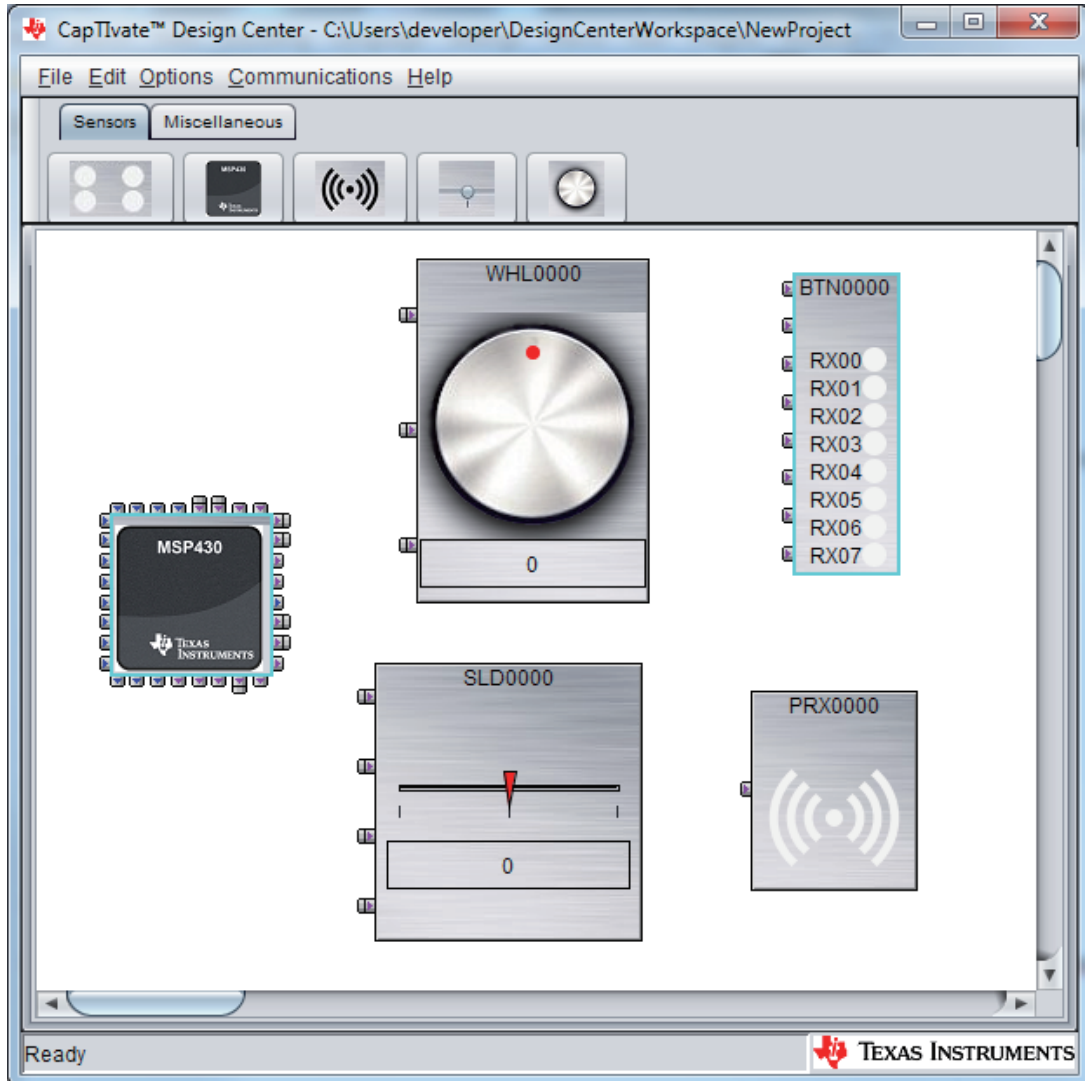 CapTIvate™ Design Center - C:\Users\developer\DesignCenterWorkspace\NewProject
File Edit Options Communications Help
Sensors Miscellaneous
MSP430
WHL0000
0
BTN0000
RX00
RX01
RX02
RX03
RX04
RX05
RX06
RX07
MSP430
TEXAS
INSTRUMENTS
SLD0000
0
PRX0000
Ready
TEXAS INSTRUMENTS